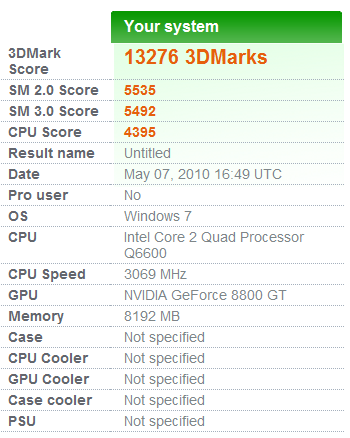 Your system
3DMark Score 13276 3DMarks
SM 2.0 Score 5535
SM 3.0 Score 5492
CPU Score 4395
Result name Untitled
Date May 07, 2010 16:49 UTC
Pro user No
OS Windows 7
CPU Intel Core 2 Quad Processor
Q6600
CPU Speed 3069 MHz
GPU NVIDIA GeForce 8800 GT
Memory 8192 MB
Case Not specified
CPU Cooler Not specified
GPU Cooler Not specified
Case cooler Not specified
PSU Not specified